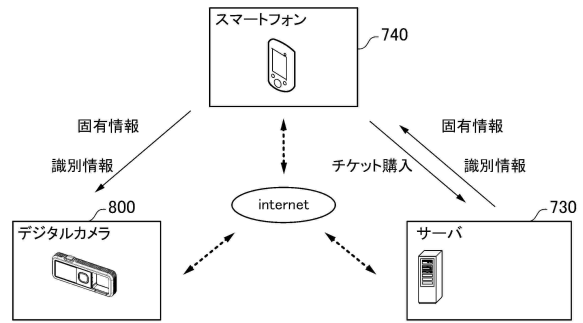 スマートフォン
740
固有情報
識別情報
チケット購入
固有情報
識別情報
internet
デジタルカメラ
800
サーバ
730